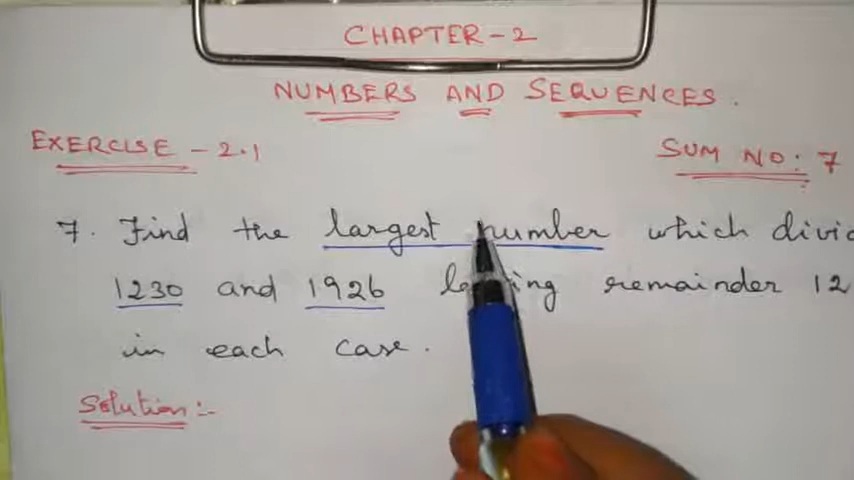 CHAPTER - 2
NUMBERS AND SEQUENCES.
EXERCISE - 2.1
SUM NO: 7
7. Find the largest number which
1230 and 1926 remainder 12
in each case.
Solution:-